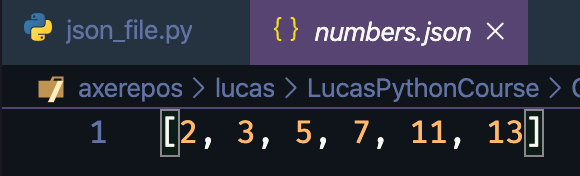 json_file.py
{} numbers.json ×
axerepos > lucas > LucasPythonCourse >
1 [2, 3, 5, 7, 11, 13]